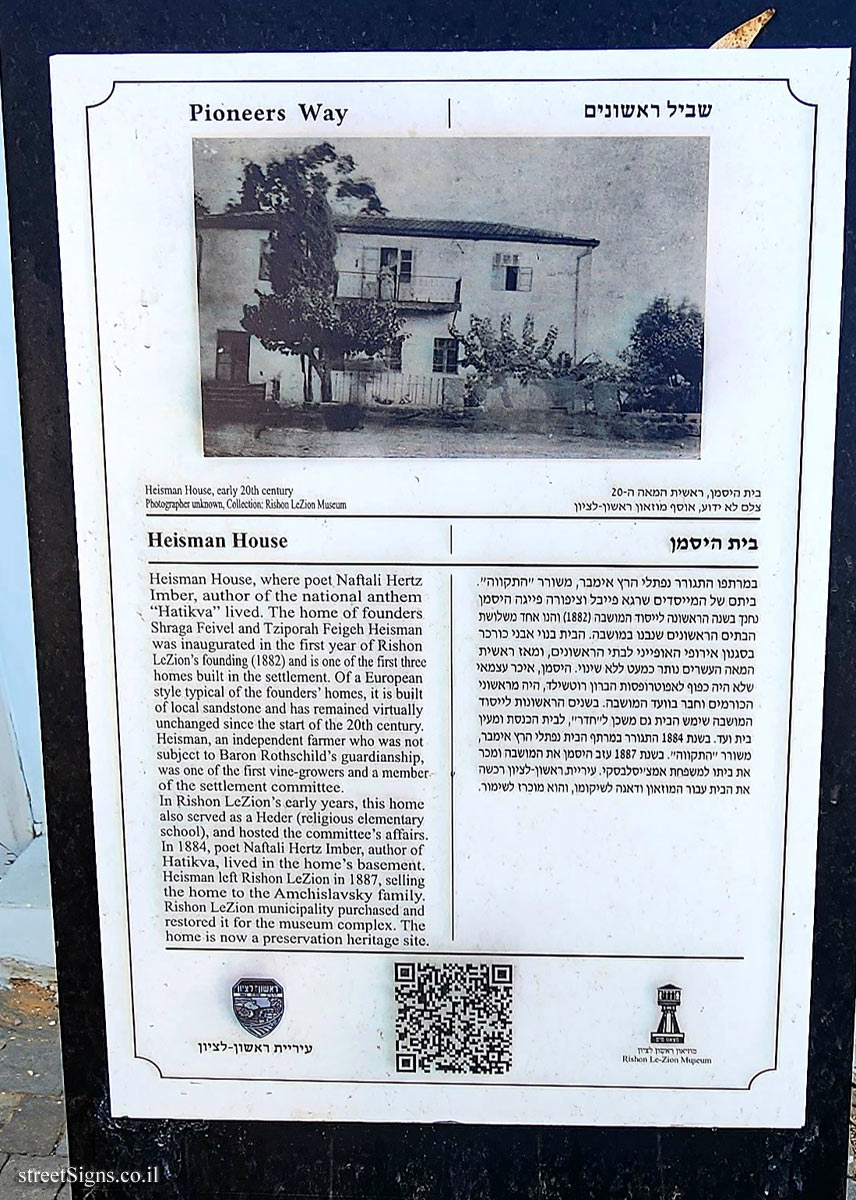 Pioneers Way
שביל ראשונים
Heisman House, early 20th century
Photographer unknown, Collection: Rishon LeZion Museum
בית היסמן, ראשית המאה ה-20
צלם לא ידוע, אוסף מוזאון ראשון-לציון
Heisman House
בית היסמן
Heisman House, where poet Naftali Hertz
Imber, author of the national anthem
“Hatikva” lived. The home of founders
Shraga Feivel and Tziporah Feigeh Heisman
was inaugurated in the first year of Rishon
LeZion’s founding (1882) and is one of the first three
homes built in the settlement. Of a European
style typical of the founders’ homes, it is built
of local sandstone and has remained virtually
unchanged since the start of the 20th century.
Heisman, an independent farmer who was not
subject to Baron Rothschild’s guardianship,
was one of the first vine-growers and a member
of the settlement committee.
In Rishon LeZion’s early years, this home
also served as a Heder (religious elementary
school), and hosted the committee’s affairs.
In 1884, poet Naftali Hertz Imber, author of
Hatikva, lived in the home’s basement.
Heisman left Rishon LeZion in 1887, selling
the home to the Amchislavsky family.
Rishon LeZion municipality purchased and
restored it for the museum complex. The
home is now a preservation heritage site.
במרתפו התגורר נפתלי הרץ אימבר, משורר "התקווה".
ביתם של המייסדים שרגא פייבל וציפורה פייגה היסמן
נחנך בשנה הראשונה לייסוד המושבה (1882) והנו אחד משלושת
הבתים הראשונים שנבנו במושבה. הבית בנוי אבני כורכר
בסגנון אירופי האופייני לבתי הראשונים, ומאז ראשית
המאה העשרים נותר כמעט ללא שינוי. היסמן, איכר עצמאי
שלא היה כפוף לאפוטרופסות הברון רוטשילד, היה מראשוני
הכורמים וחבר בוועד המושבה. בשנים הראשונות לייסוד
המושבה שימש הבית גם משכן ל"חדר", לבית הכנסת ומעין
בית ועד. בשנת 1884 התגורר במרתף הבית נפתלי הרץ אימבר,
משורר "התקווה". בשנת 1887 עזב היסמן את המושבה ומכר
את ביתו למשפחת אמציסלבסקי. עיריית ראשון-לציון רכשה
את הבית עבור המוזאון ודאגה לשיקומו, והוא מוכרז לשימור.
ראשון-לציון
עיריית ראשון-לציון
מוזיאון ראשון לציון
Rishon Le-Zion Museum
streetSigns.co.il